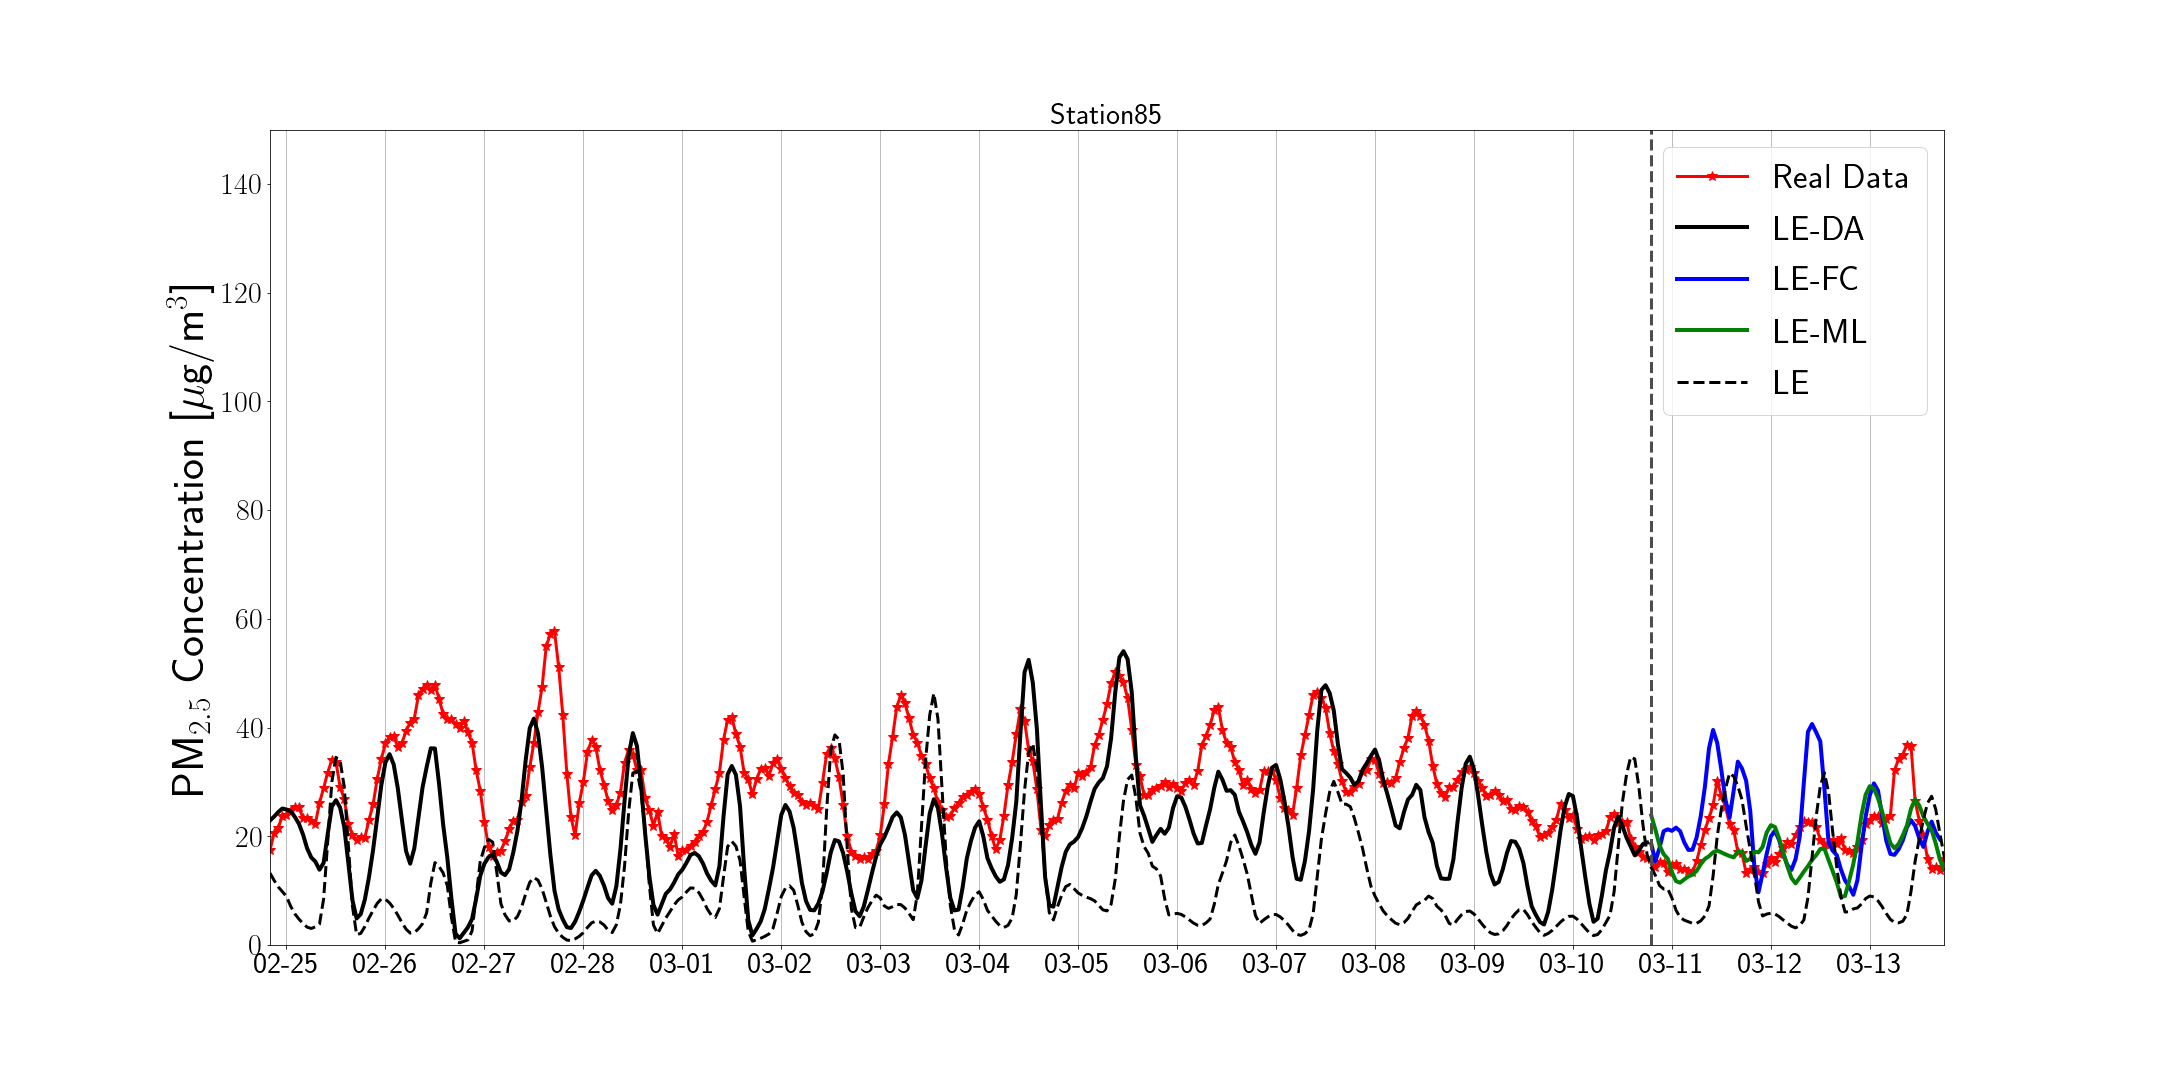 Station85
PM2.5 Concentration [μg/m³]
140
120
100
80
60
40
20
0
02-25 02-26 02-27 02-28 03-01 03-02 03-03 03-04 03-05 03-06 03-07 03-08 03-09 03-10 03-11 03-12 03-13
Real Data
LE-DA
LE-FC
LE-ML
LE